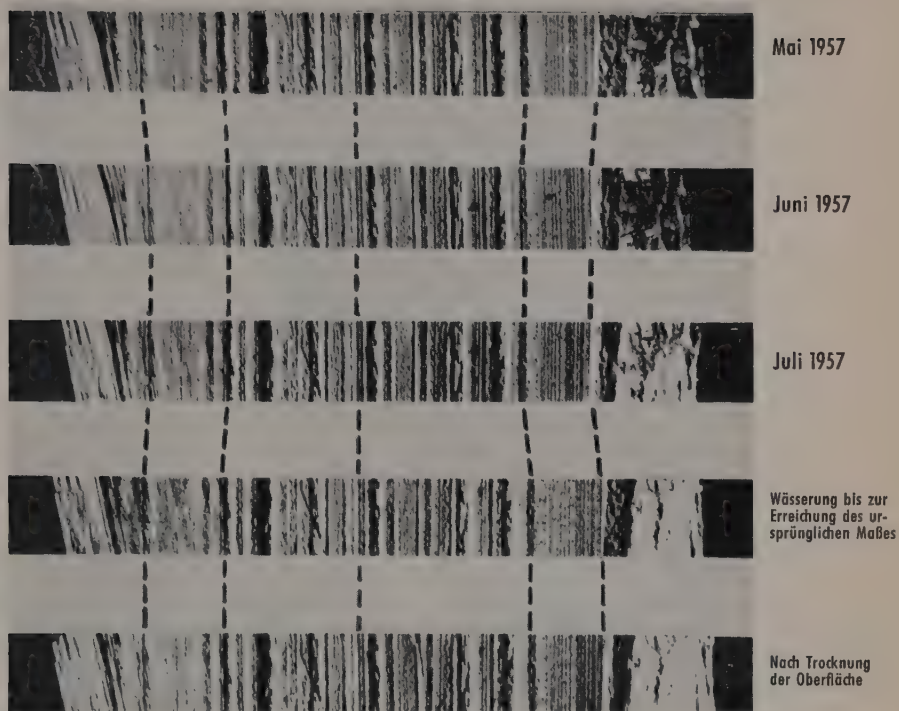 Mai 1957
Juni 1957
Juli 1957
Wässerung bis zur
Erreichung des ur-
sprünglichen Maßes
Nach Trocknung
der Oberfläche